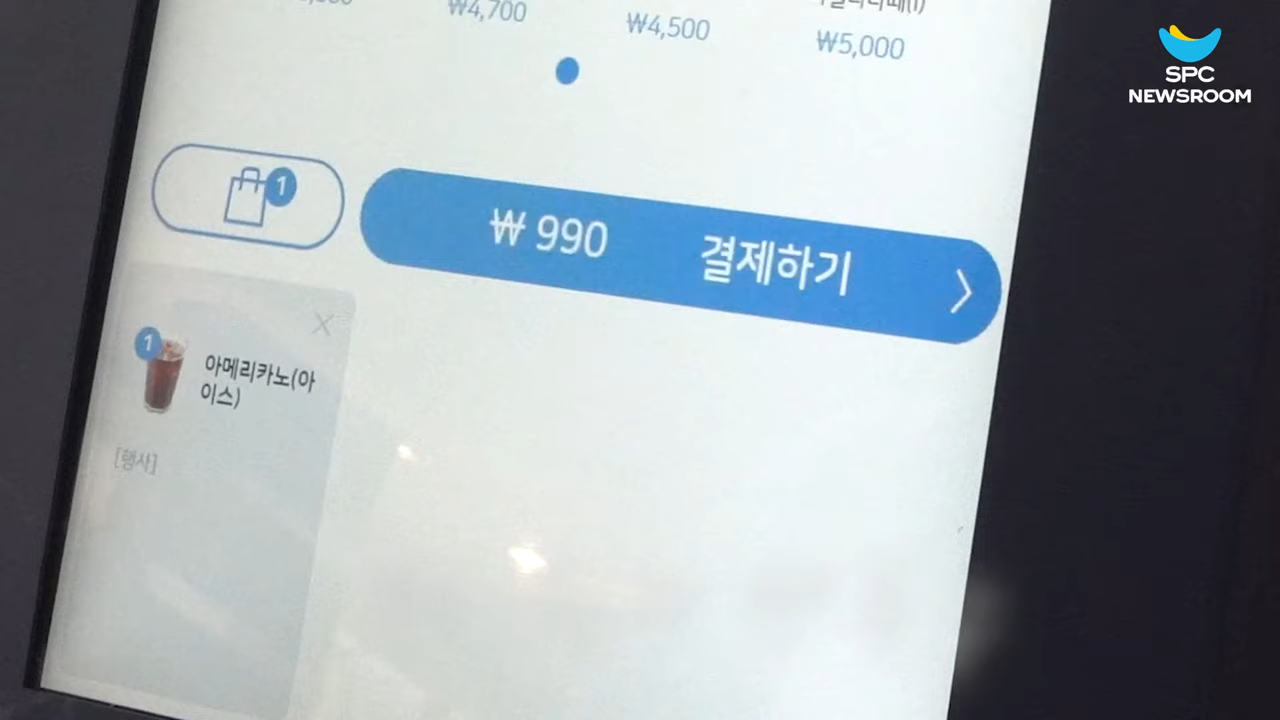 ₩4,700
₩4,500
₩5,000
SPC
NEWSROOM
1
₩ 990 결제하기
1
아메리카노(아
이스)
[행사]